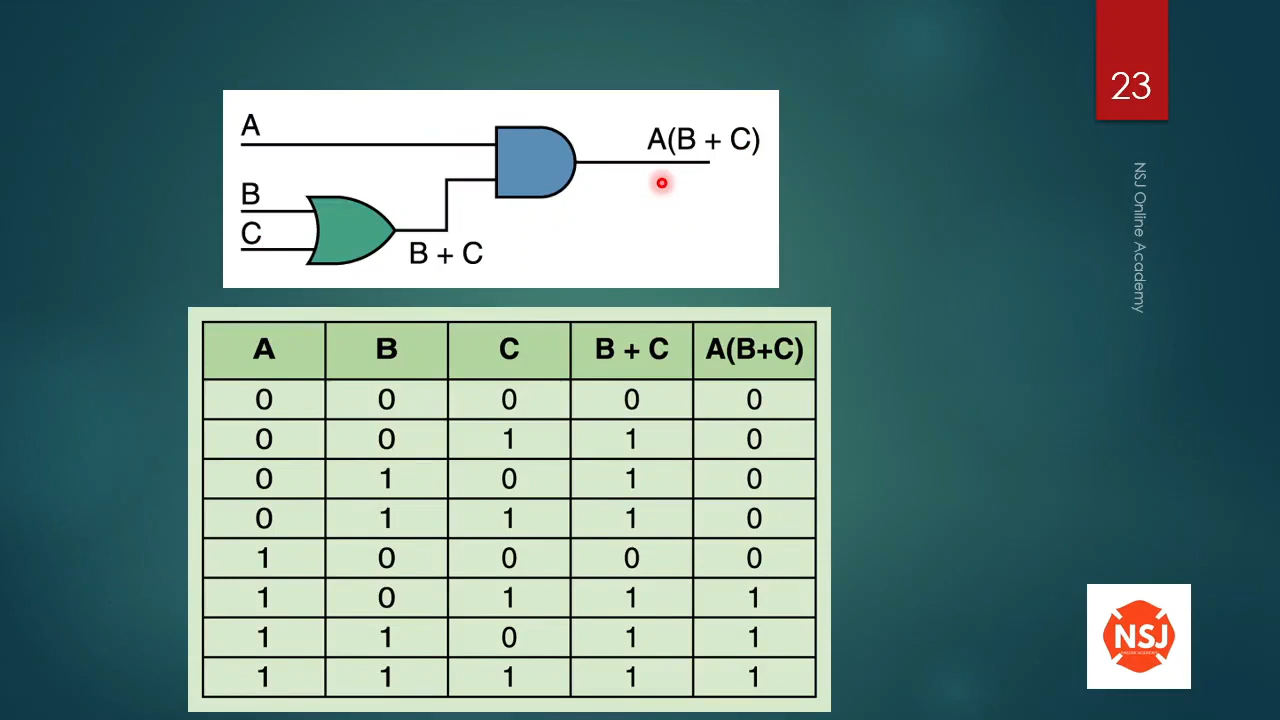 23
NSJ Online Academy
A
A(B + C)
B
C
B + C
A B C B + C A(B+C)
0 0 0 0 0
0 0 1 1 0
0 1 0 1 0
0 1 1 1 0
1 0 0 0 0
1 0 1 1 1
1 1 0 1 1
1 1 1 1 1
NSJ